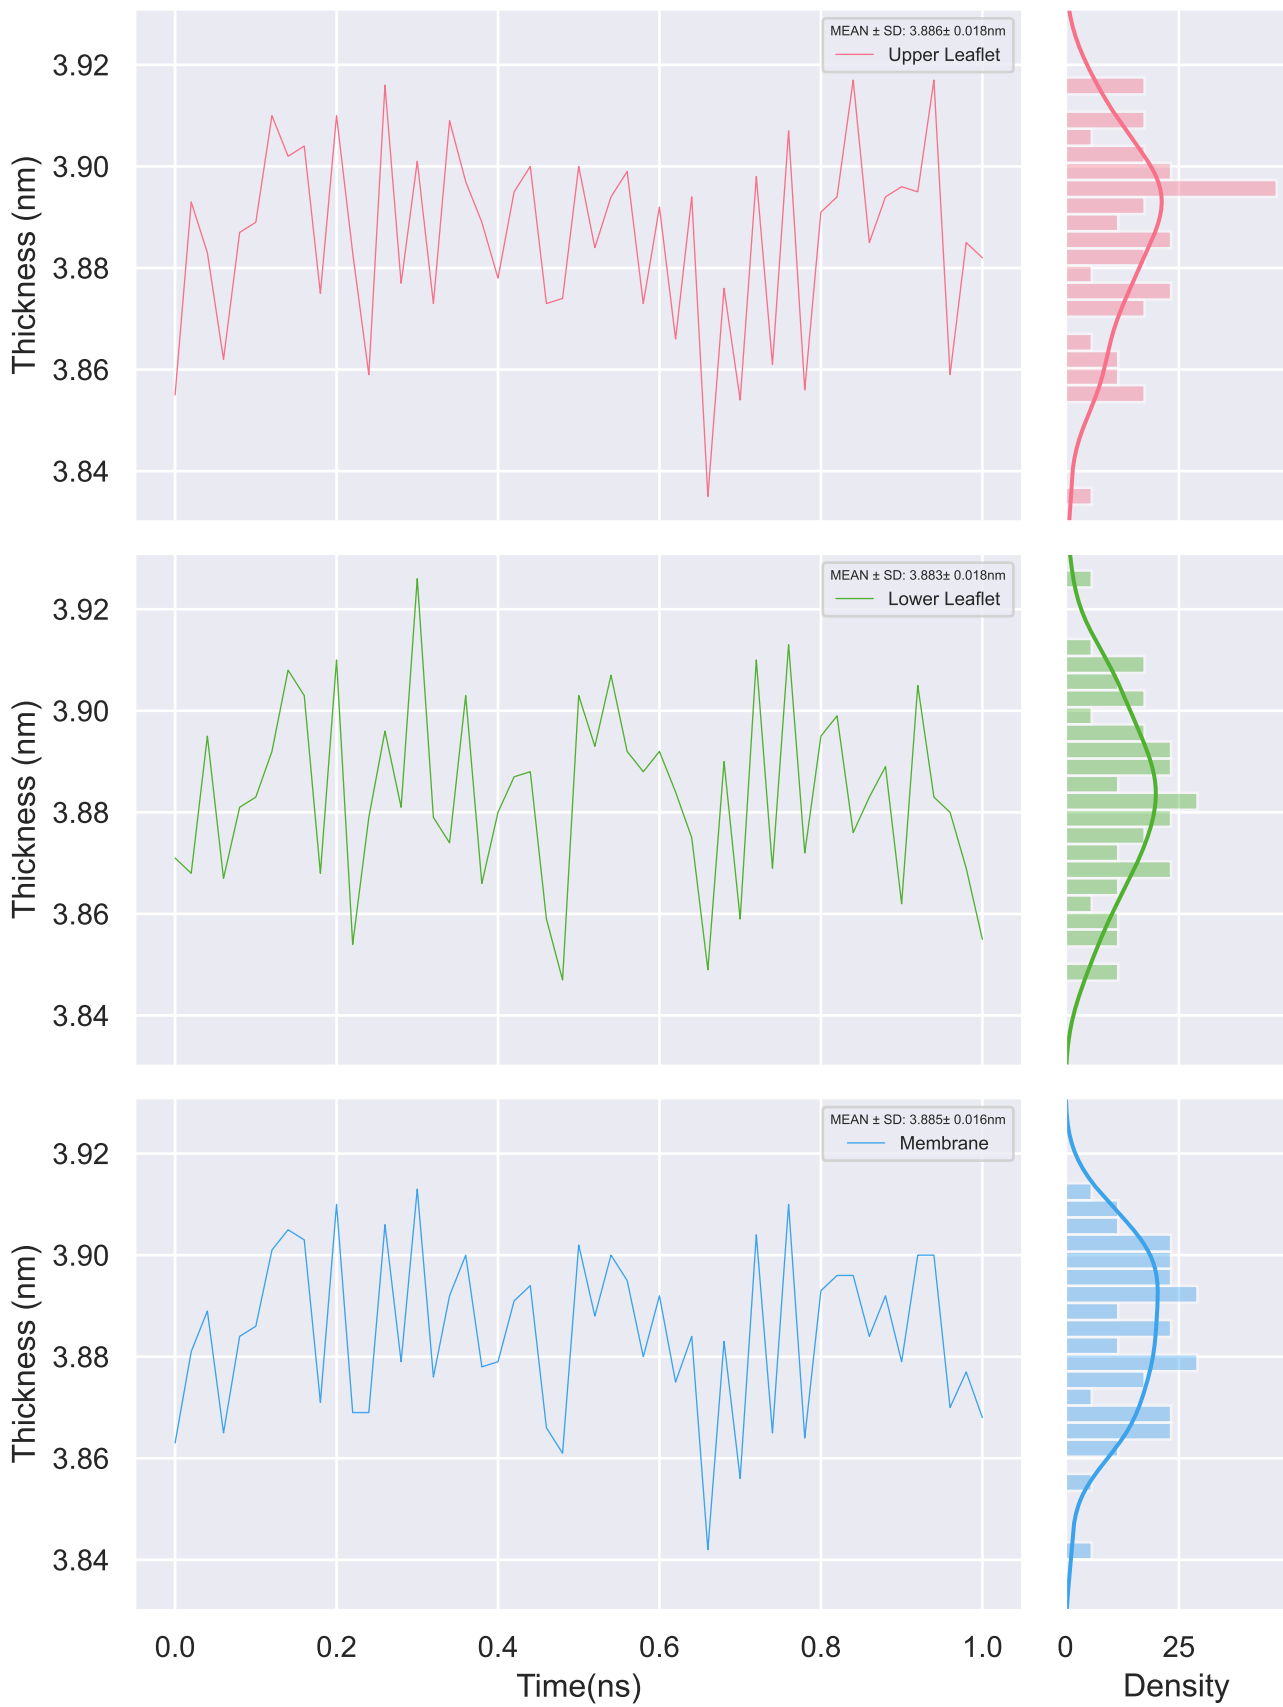 MEAN ± SD: 3.886± 0.018nm
Upper Leaflet
3.92
3.90
3.88
3.86
3.84
Thickness (nm)
MEAN ± SD: 3.883± 0.018nm
Lower Leaflet
3.92
3.90
3.88
3.86
3.84
Thickness (nm)
MEAN ± SD: 3.885± 0.016nm
Membrane
3.92
3.90
3.88
3.86
3.84
Thickness (nm)
0.0 0.2 0.4 0.6 0.8 1.0
Time(ns)
0 25
Density